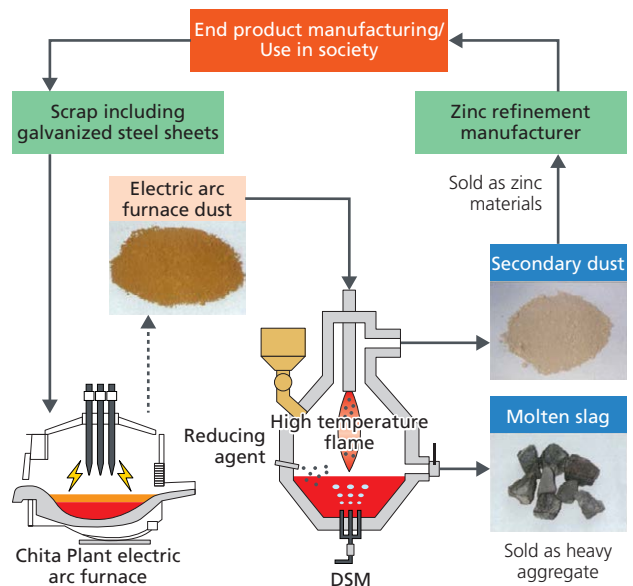 End product manufacturing/
Use in society
Scrap including
galvanized steel sheets
Zinc refinement
manufacturer
Electric arc
furnace dust
Sold as zinc
materials
Secondary dust
High temperature
flame
Reducing
agent
Molten slag
Chita Plant electric
arc furnace
DSM
Sold as heavy
aggregate